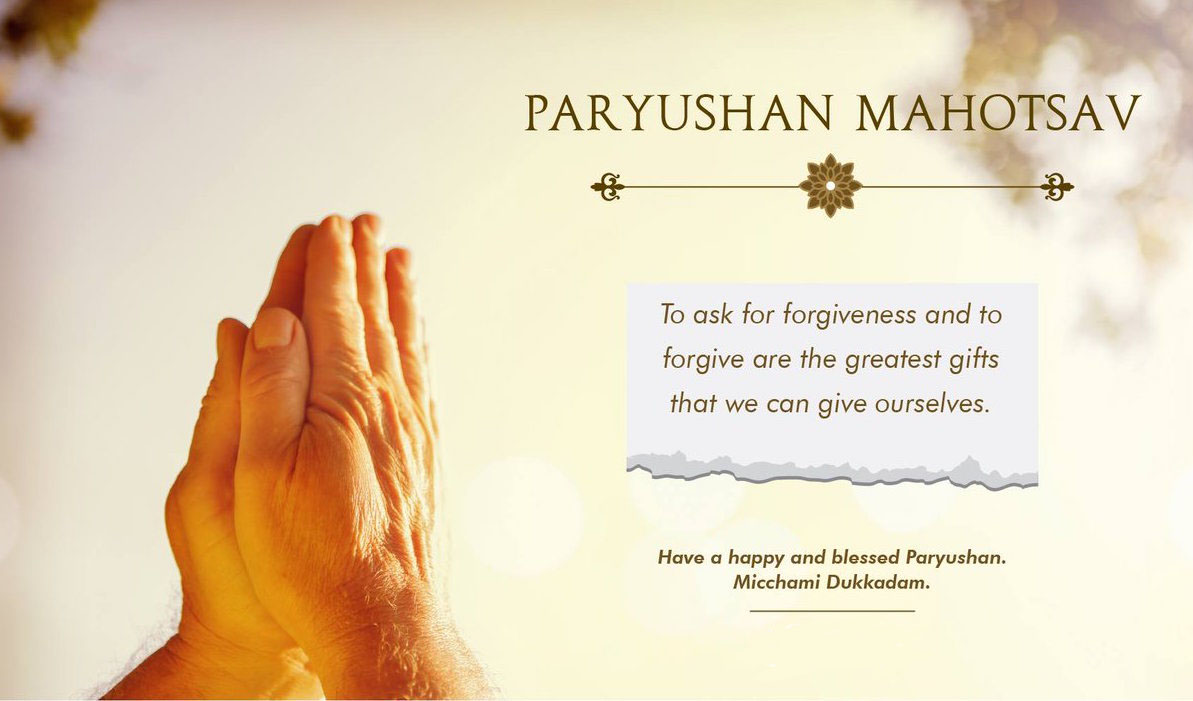 PARYUSHAN MAHOTSAV
To ask for forgiveness and to
forgive are the greatest gifts
that we can give ourselves.
Have a happy and blessed Paryushan.
Micchami Dukkadam.